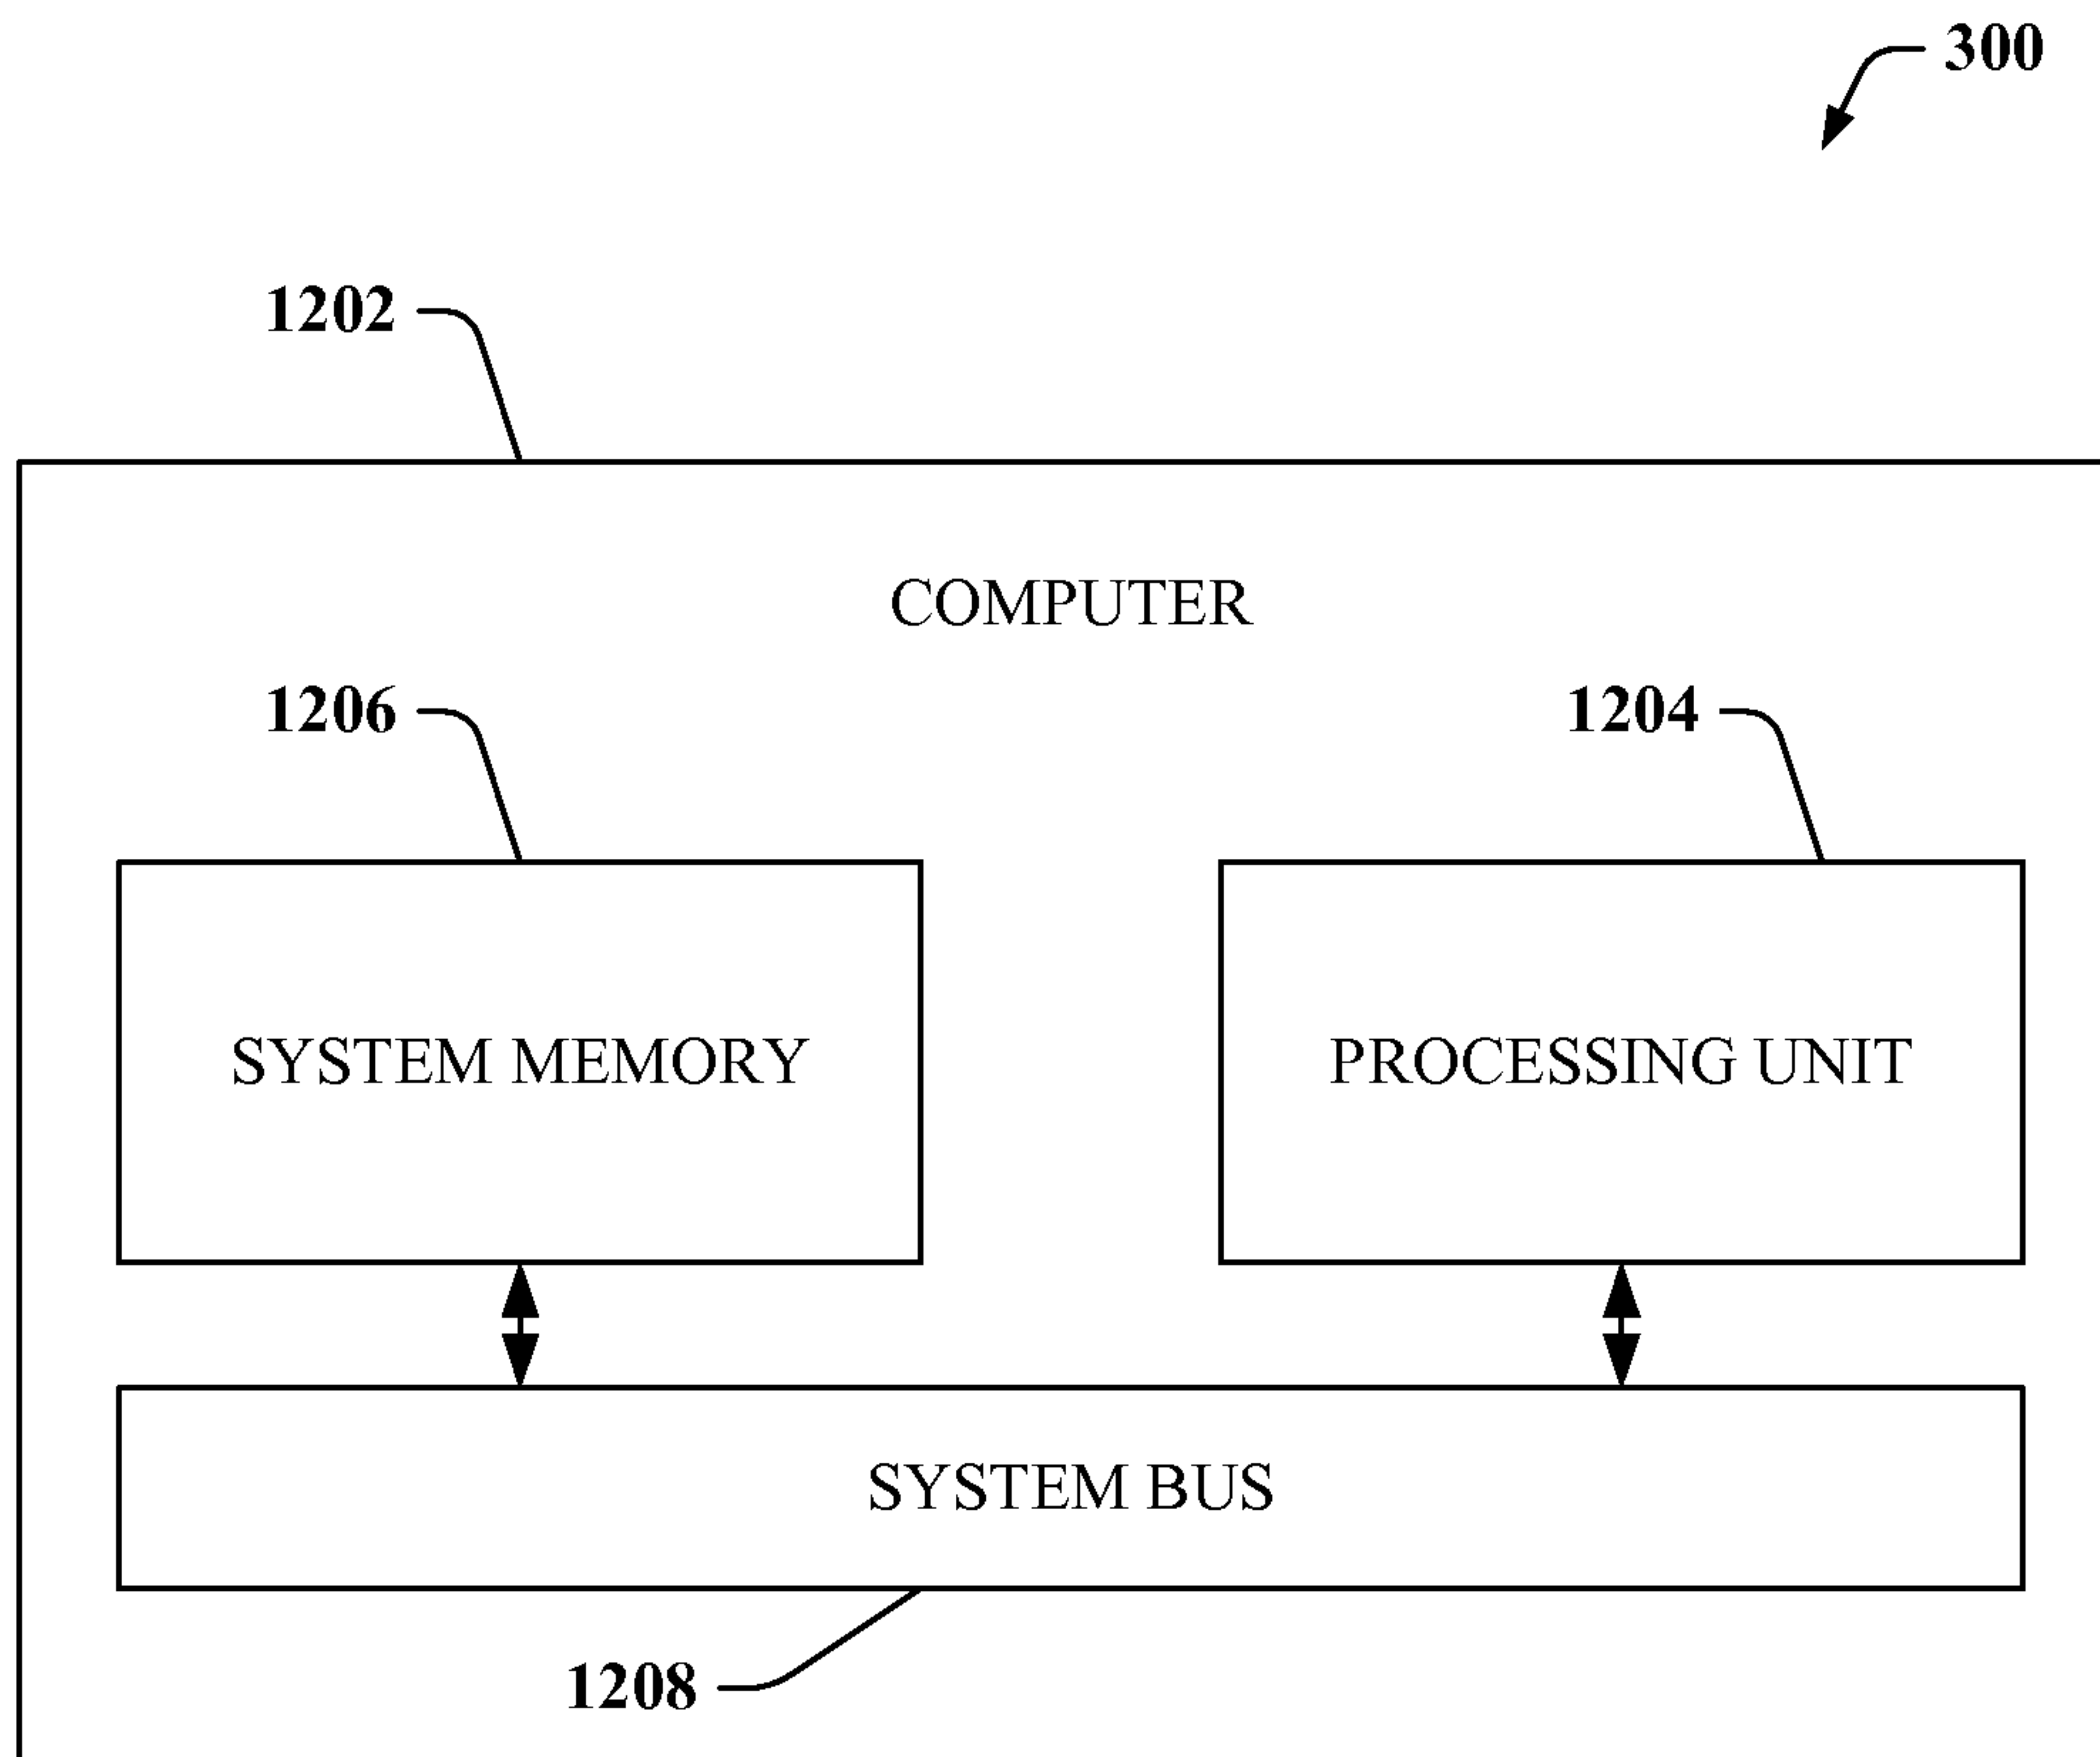 300
1202
COMPUTER
1206
1204
SYSTEM MEMORY
PROCESSING UNIT
SYSTEM BUS
1208